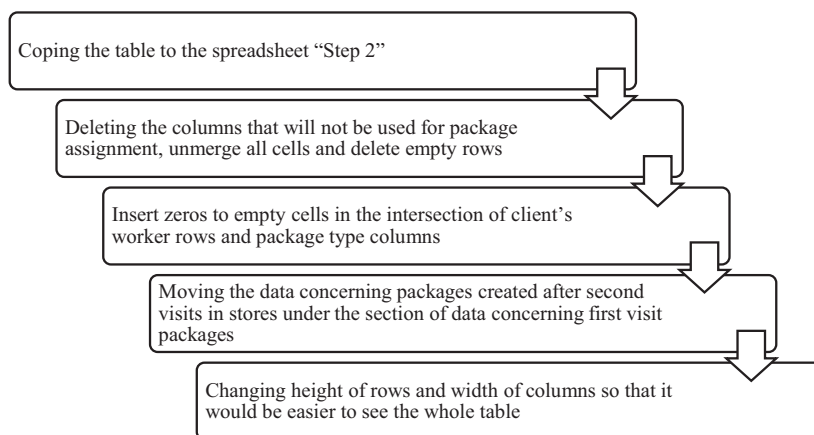 Coping the table to the spreadsheet “Step 2”
Deleting the columns that will not be used for package
assignment, unmerge all cells and delete empty rows
Insert zeros to empty cells in the intersection of client’s
worker rows and package type columns
Moving the data concerning packages created after second
visits in stores under the section of data concerning first visit
packages
Changing height of rows and width of columns so that it
would be easier to see the whole table